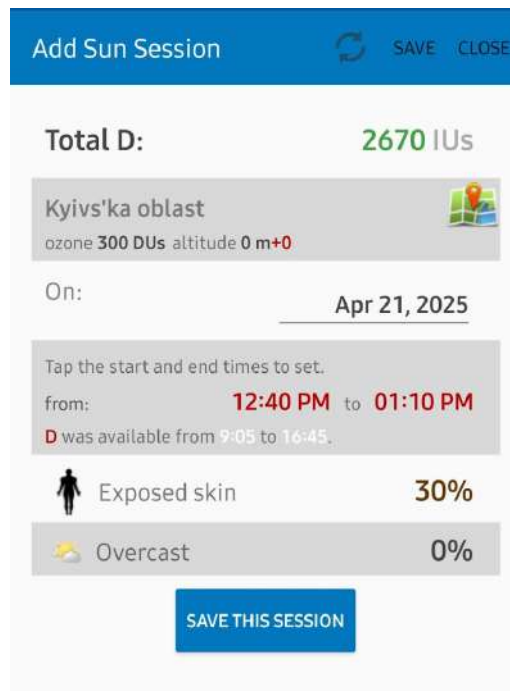 Add Sun Session SAVE CLOSE
Total D: 2670 IUs
Kyivs'ka oblast
ozone 300 DUs altitude 0 m+0
On: Apr 21, 2025
Tap the start and end times to set.
from: 12:40 PM to 01:10 PM
D was available from 9:05 to 16:45.
Exposed skin 30%
Overcast 0%
SAVE THIS SESSION